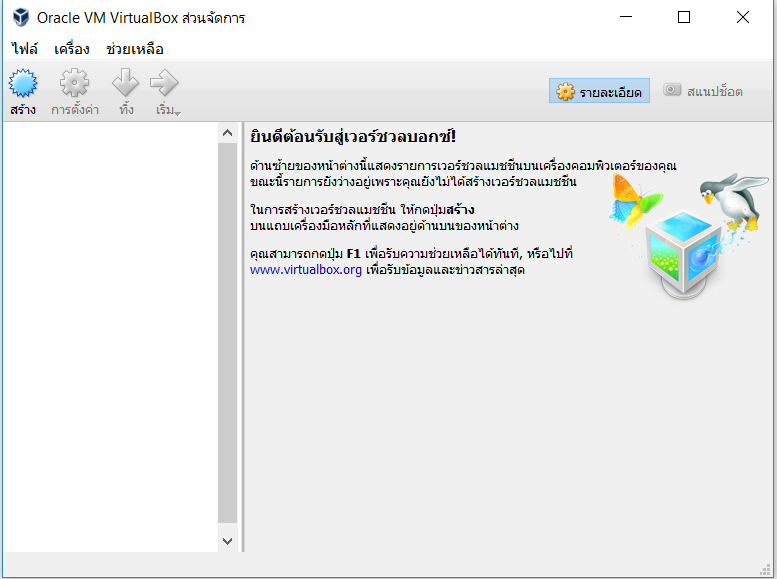 Oracle VM VirtualBox ส่วนจัดการ
ไฟล์ เครื่อง ช่วยเหลือ
สร้าง การตั้งค่า ทิ้ง เริ่ม
รายละเอียด สแนปช็อต
ยินดีต้อนรับสู่เวอร์ชวลบอกซ์!
ด้านซ้ายของหน้าต่างนี้แสดงรายการเวอร์ชวลแมชชีนบนเครื่องคอมพิวเตอร์ของคุณ
ขณะนี้รายการยังว่างอยู่เพราะคุณยังไม่ได้สร้างเวอร์ชวลแมชชีน
ในการสร้างเวอร์ชวลแมชชีน ให้กดปุ่มสร้าง
บนแถบเครื่องมือหลักที่แสดงอยู่ด้านบนของหน้าต่าง
คุณสามารถกดปุ่ม F1 เพื่อรับความช่วยเหลือได้ทันที, หรือไปที่
www.virtualbox.org เพื่อรับข้อมูลและข่าวสารล่าสุด